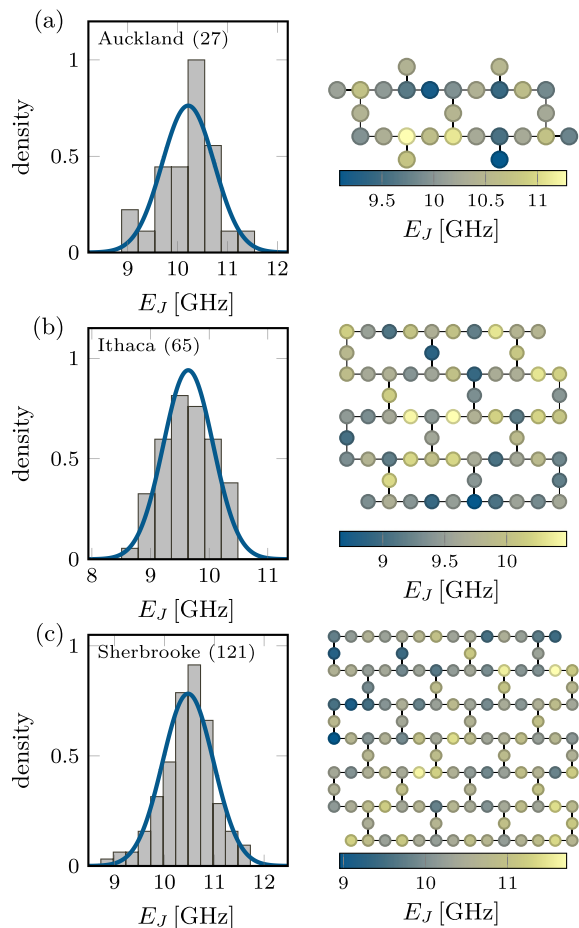 (a)
Auckland (27)
density
1
0.5
0
9 10 11 12
E_J [GHz]
9.5 10 10.5 11
E_J [GHz]
(b)
Ithaca (65)
density
1
0.5
0
8 9 10 11
E_J [GHz]
9 9.5 10
E_J [GHz]
(c)
Sherbrooke (121)
density
1
0.5
0
9 10 11 12
E_J [GHz]
9 10 11
E_J [GHz]